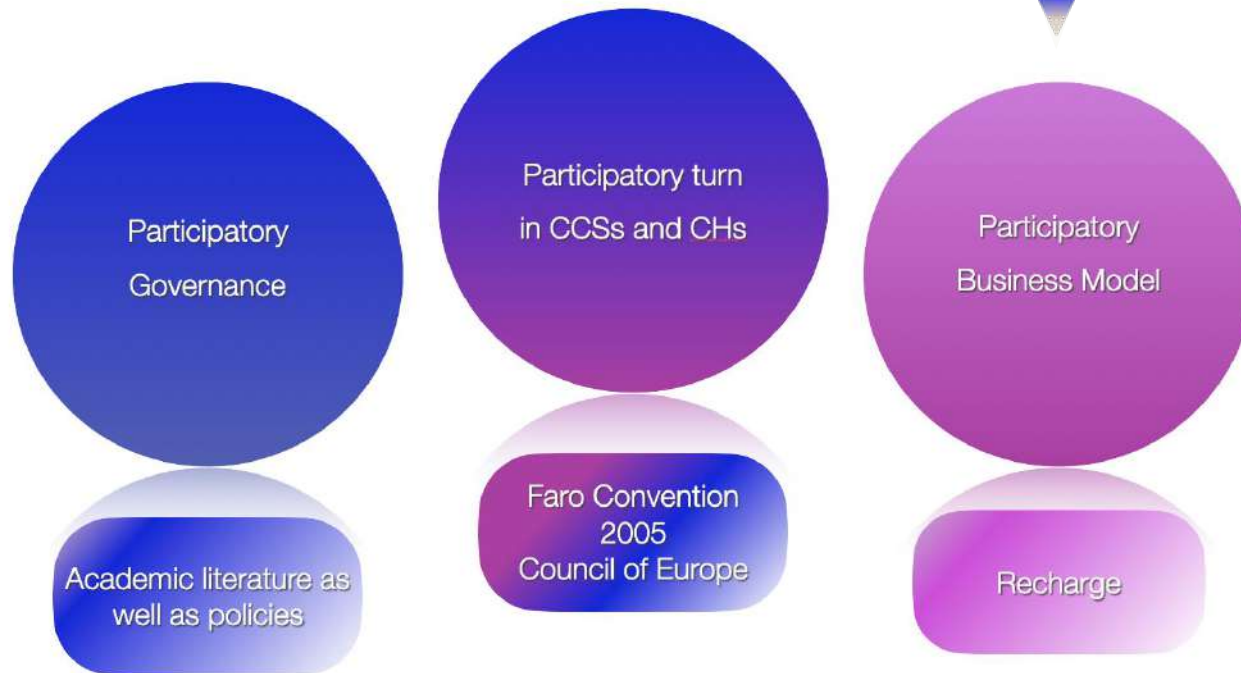 Participatory
Governance
Academic literature as
well as policies
Participatory turn
in CCSs and CHs
Faro Convention
2005
Council of Europe
Participatory
Business Model
Recharge